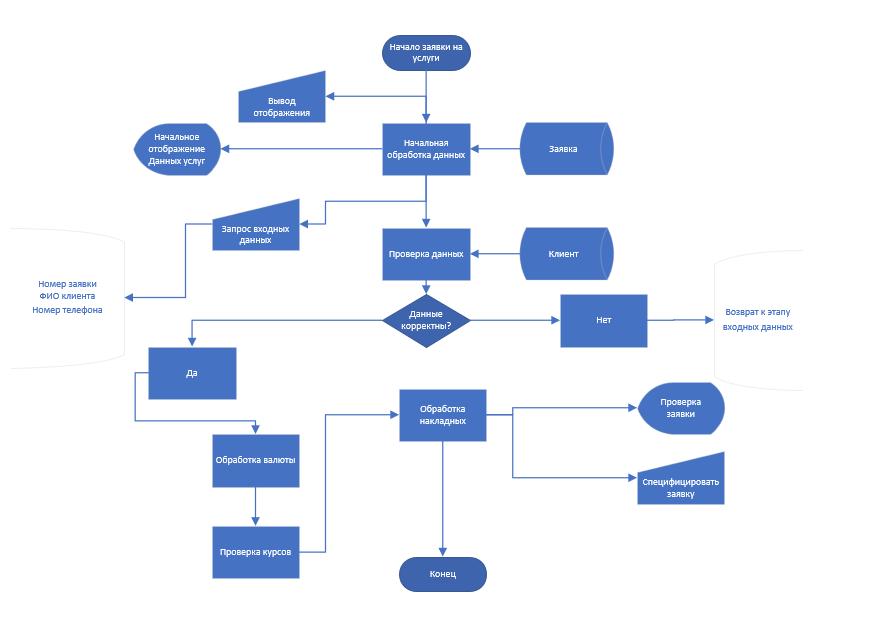 Начало заявки на
услуги
Вывод
отображения
Начальное
отображение
Данных услуг
Начальная
обработка данных
Заявка
Запрос входных
данных
Проверка данных
Клиент
Номер заявки
ФИО клиента
Номер телефона
Данные
корректны?
Нет
Возврат к этапу
входных данных
Да
Обработка
накладных
Проверка
заявки
Обработка валюты
Специфицировать
заявку
Проверка курсов
Конец